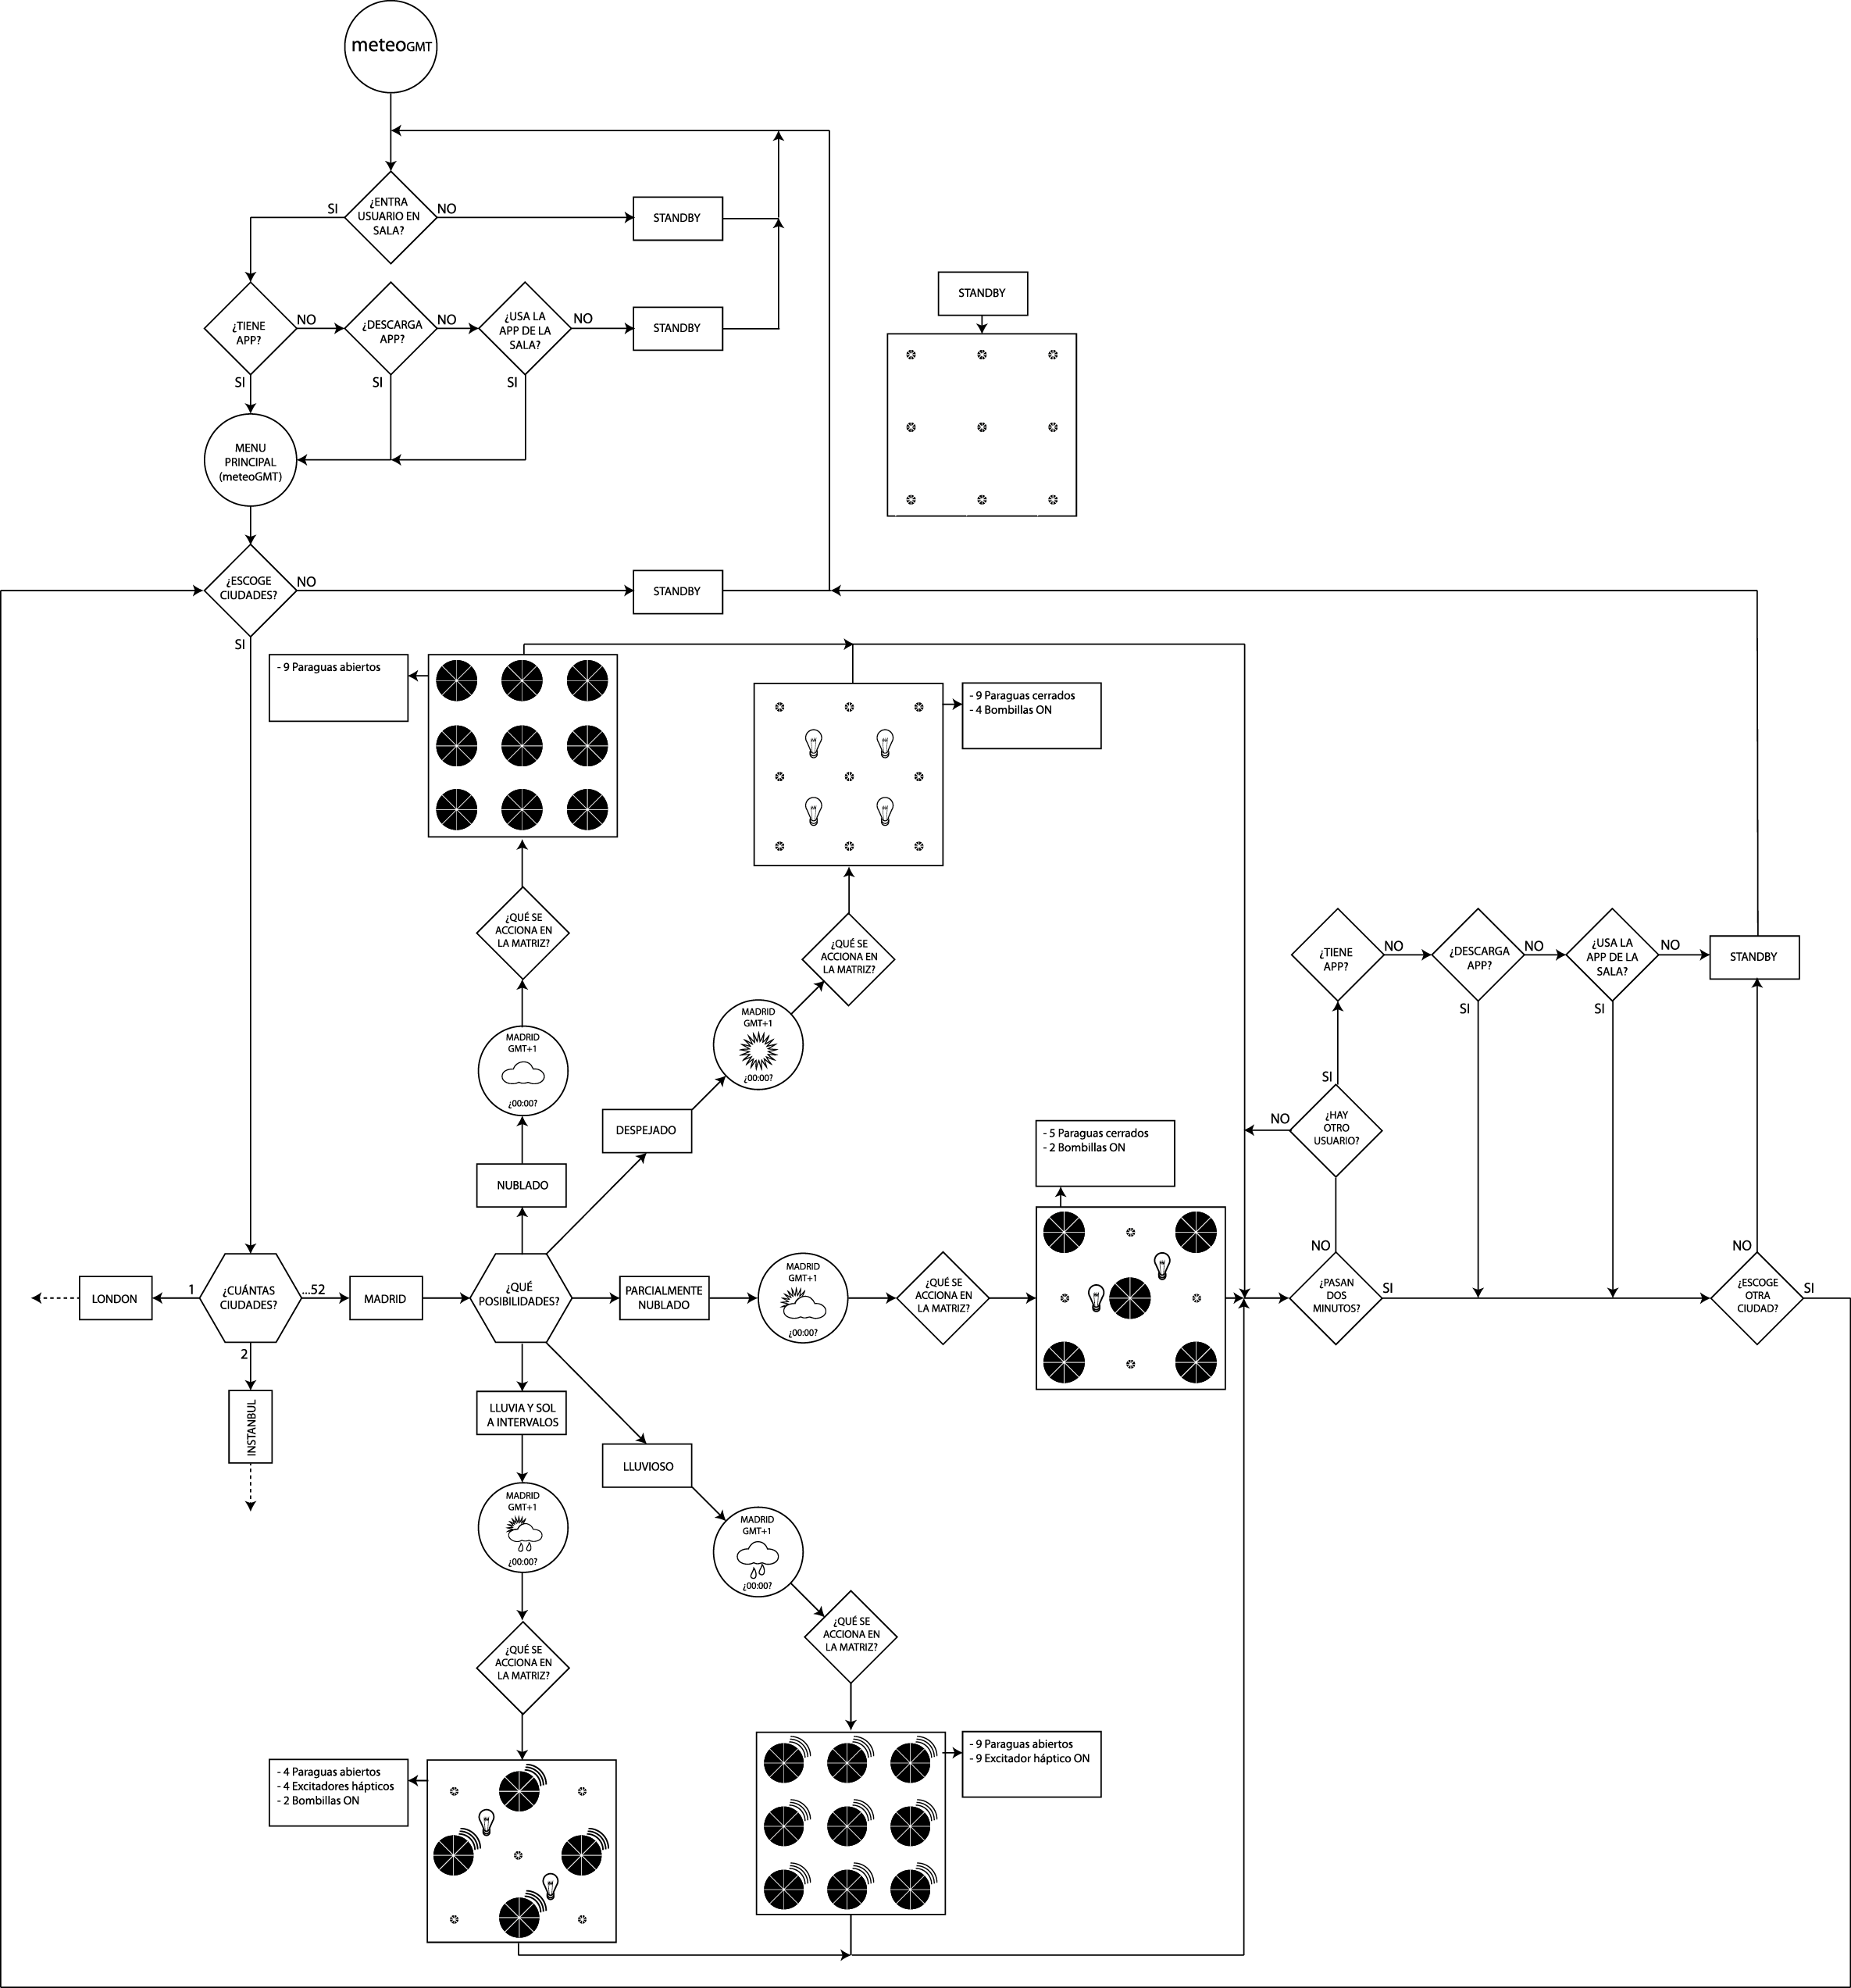 meteoGMT
¿ENTRA
USUARIO EN
SALA?
SI
NO
STANDBY
¿TIENE
APP?
NO
¿DESCARGA
APP?
NO
¿USA LA
APP DE LA
SALA?
NO
STANDBY
SI
SI
SI
STANDBY
MENU
PRINCIPAL
(meteoGMT)
¿ESCOGE
CIUDADES?
NO
STANDBY
SI
- 9 Paraguas abiertos
- 9 Paraguas cerrados
- 4 Bombillas ON
¿QUÉ SE
ACCIONA EN
LA MATRIZ?
¿QUÉ SE
ACCIONA EN
LA MATRIZ?
MADRID
GMT+1
¿00:00?
MADRID
GMT+1
¿00:00?
DESPEJADO
NUBLADO
¿TIENE
APP?
NO
¿DESCARGA
APP?
NO
¿USA LA
APP DE LA
SALA?
NO
STANDBY
SI
SI
SI
¿HAY
OTRO
USUARIO?
NO
- 5 Paraguas cerrados
- 2 Bombillas ON
LONDON
1
¿CUÁNTAS
CIUDADES?
...52
MADRID
¿QUÉ
POSIBILIDADES?
PARCIALMENTE
NUBLADO
MADRID
GMT+1
¿00:00?
¿QUÉ SE
ACCIONA EN
LA MATRIZ?
NO
¿PASAN
DOS
MINUTOS?
SI
NO
¿ESCOGE
OTRA
CIUDAD?
SI
2
INSTANBUL
LLUVIA Y SOL
A INTERVALOS
LLUVIOSO
MADRID
GMT+1
¿00:00?
MADRID
GMT+1
¿00:00?
¿QUÉ SE
ACCIONA EN
LA MATRIZ?
¿QUÉ SE
ACCIONA EN
LA MATRIZ?
- 4 Paraguas abiertos
- 4 Excitadores hápticos
- 2 Bombillas ON
- 9 Paraguas abiertos
- 9 Excitador háptico ON